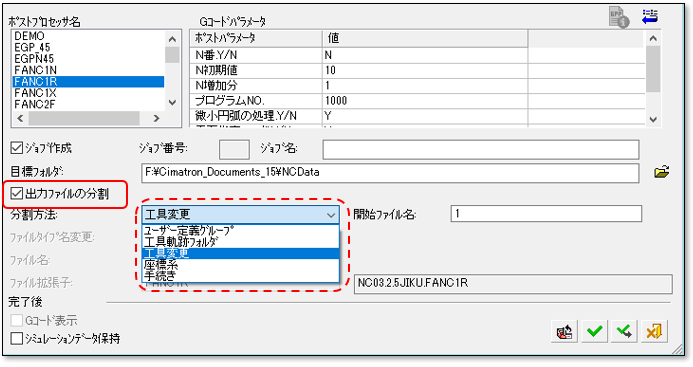 ポストプロセッサ名
DEMO
EGP_45
EGPN45
FANC1N
FANC1R
FANC1X
FANC2F
Gコードパラメータ
ポストパラメータ 値
N番.Y/N N
N初期値 10
N増加分 1
プログラムNO. 1000
微小円弧の処理.Y/N Y
ジョブ作成 ジョブ番号: ジョブ名:
目標フォルダ: F:¥Cimatron_Documents_15¥NCData
出力ファイルの分割
分割方法: 工具変更 開始ファイル名: 1
ユーザー定義グループ
工具軌跡フォルダ
工具変更
座標系
手続き
ファイルタイプ名変更:
ファイル名:
ファイル拡張子: FANC1R NC03.2.5JIKU.FANC1R
完了後
Gコード表示
シミュレーションデータ保持